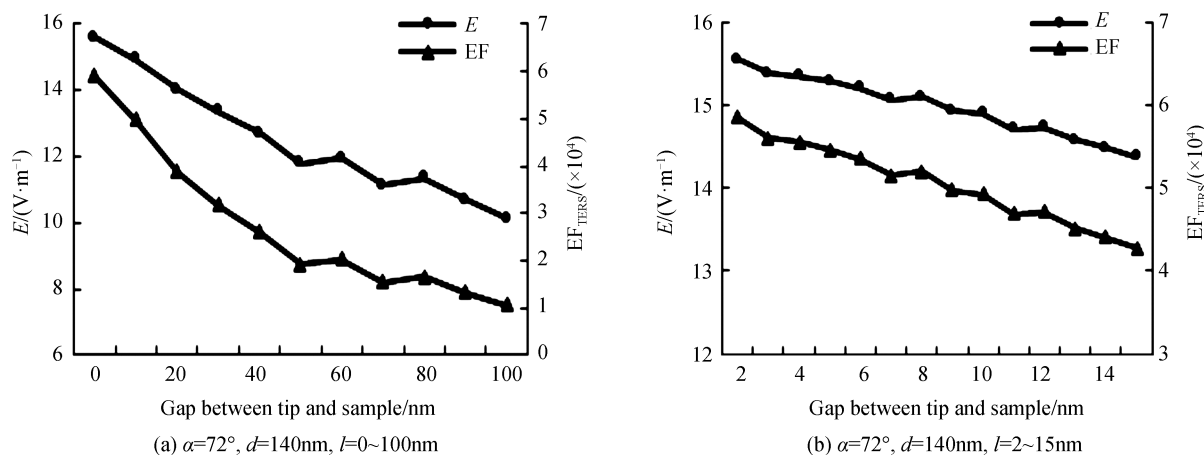 16
14
12
10
8
6
E/(V·m⁻¹)
7
6
5
4
3
2
1
0
EF_TERS/(×10⁴)
E
EF
0 20 40 60 80 100
Gap between tip and sample/nm
(a) α=72°, d=140nm, l=0~100nm
16
15
14
13
12
E/(V·m⁻¹)
7
6
5
4
3
EF_TERS/(×10⁴)
E
EF
2 4 6 8 10 12 14
Gap between tip and sample/nm
(b) α=72°, d=140nm, l=2~15nm